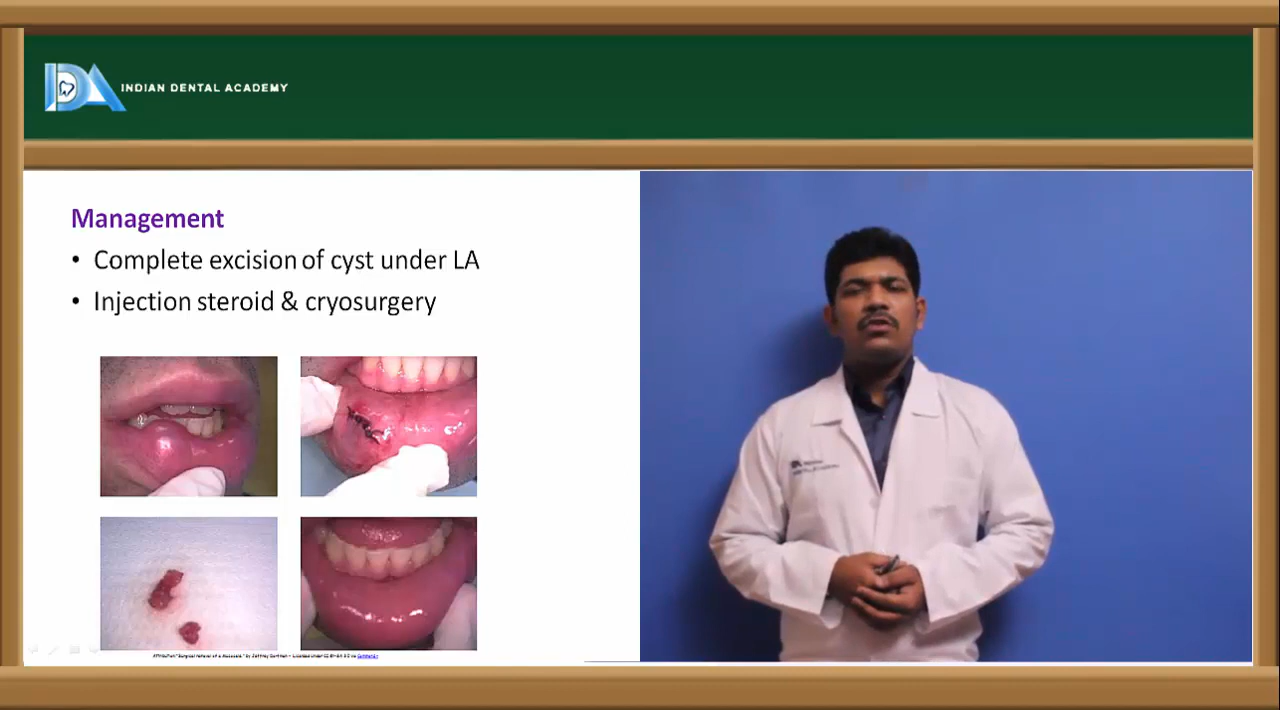 INDIAN DENTAL ACADEMY
Management
• Complete excision of cyst under LA
• Injection steroid & cryosurgery